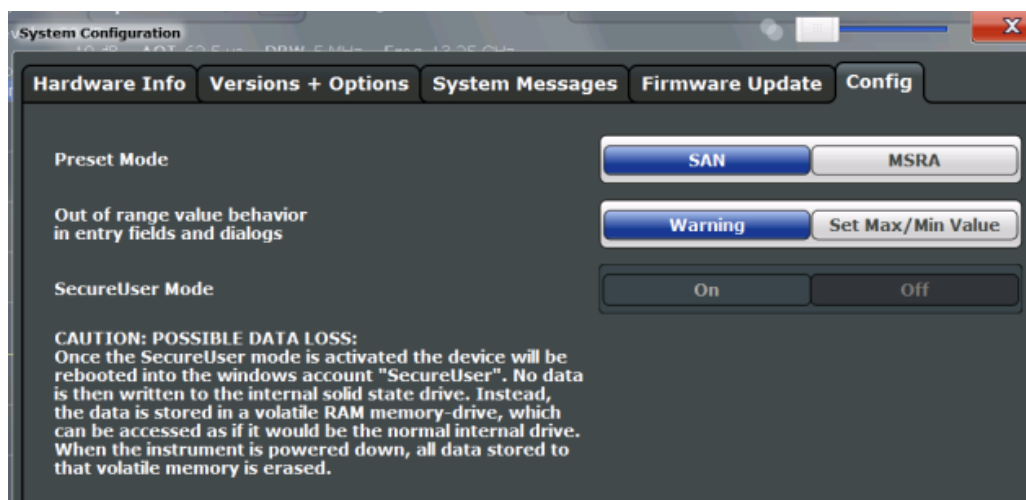 System Configuration
Hardware Info Versions + Options System Messages Firmware Update Config
Preset Mode SAN MSRA
Out of range value behavior
in entry fields and dialogs
Warning Set Max/Min Value
SecureUser Mode On Off
CAUTION: POSSIBLE DATA LOSS:
Once the SecureUser mode is activated the device will be
rebooted into the windows account "SecureUser". No data
is then written to the internal solid state drive. Instead,
the data is stored in a volatile RAM memory-drive, which
can be accessed as if it would be the normal internal drive.
When the instrument is powered down, all data stored to
that volatile memory is erased.